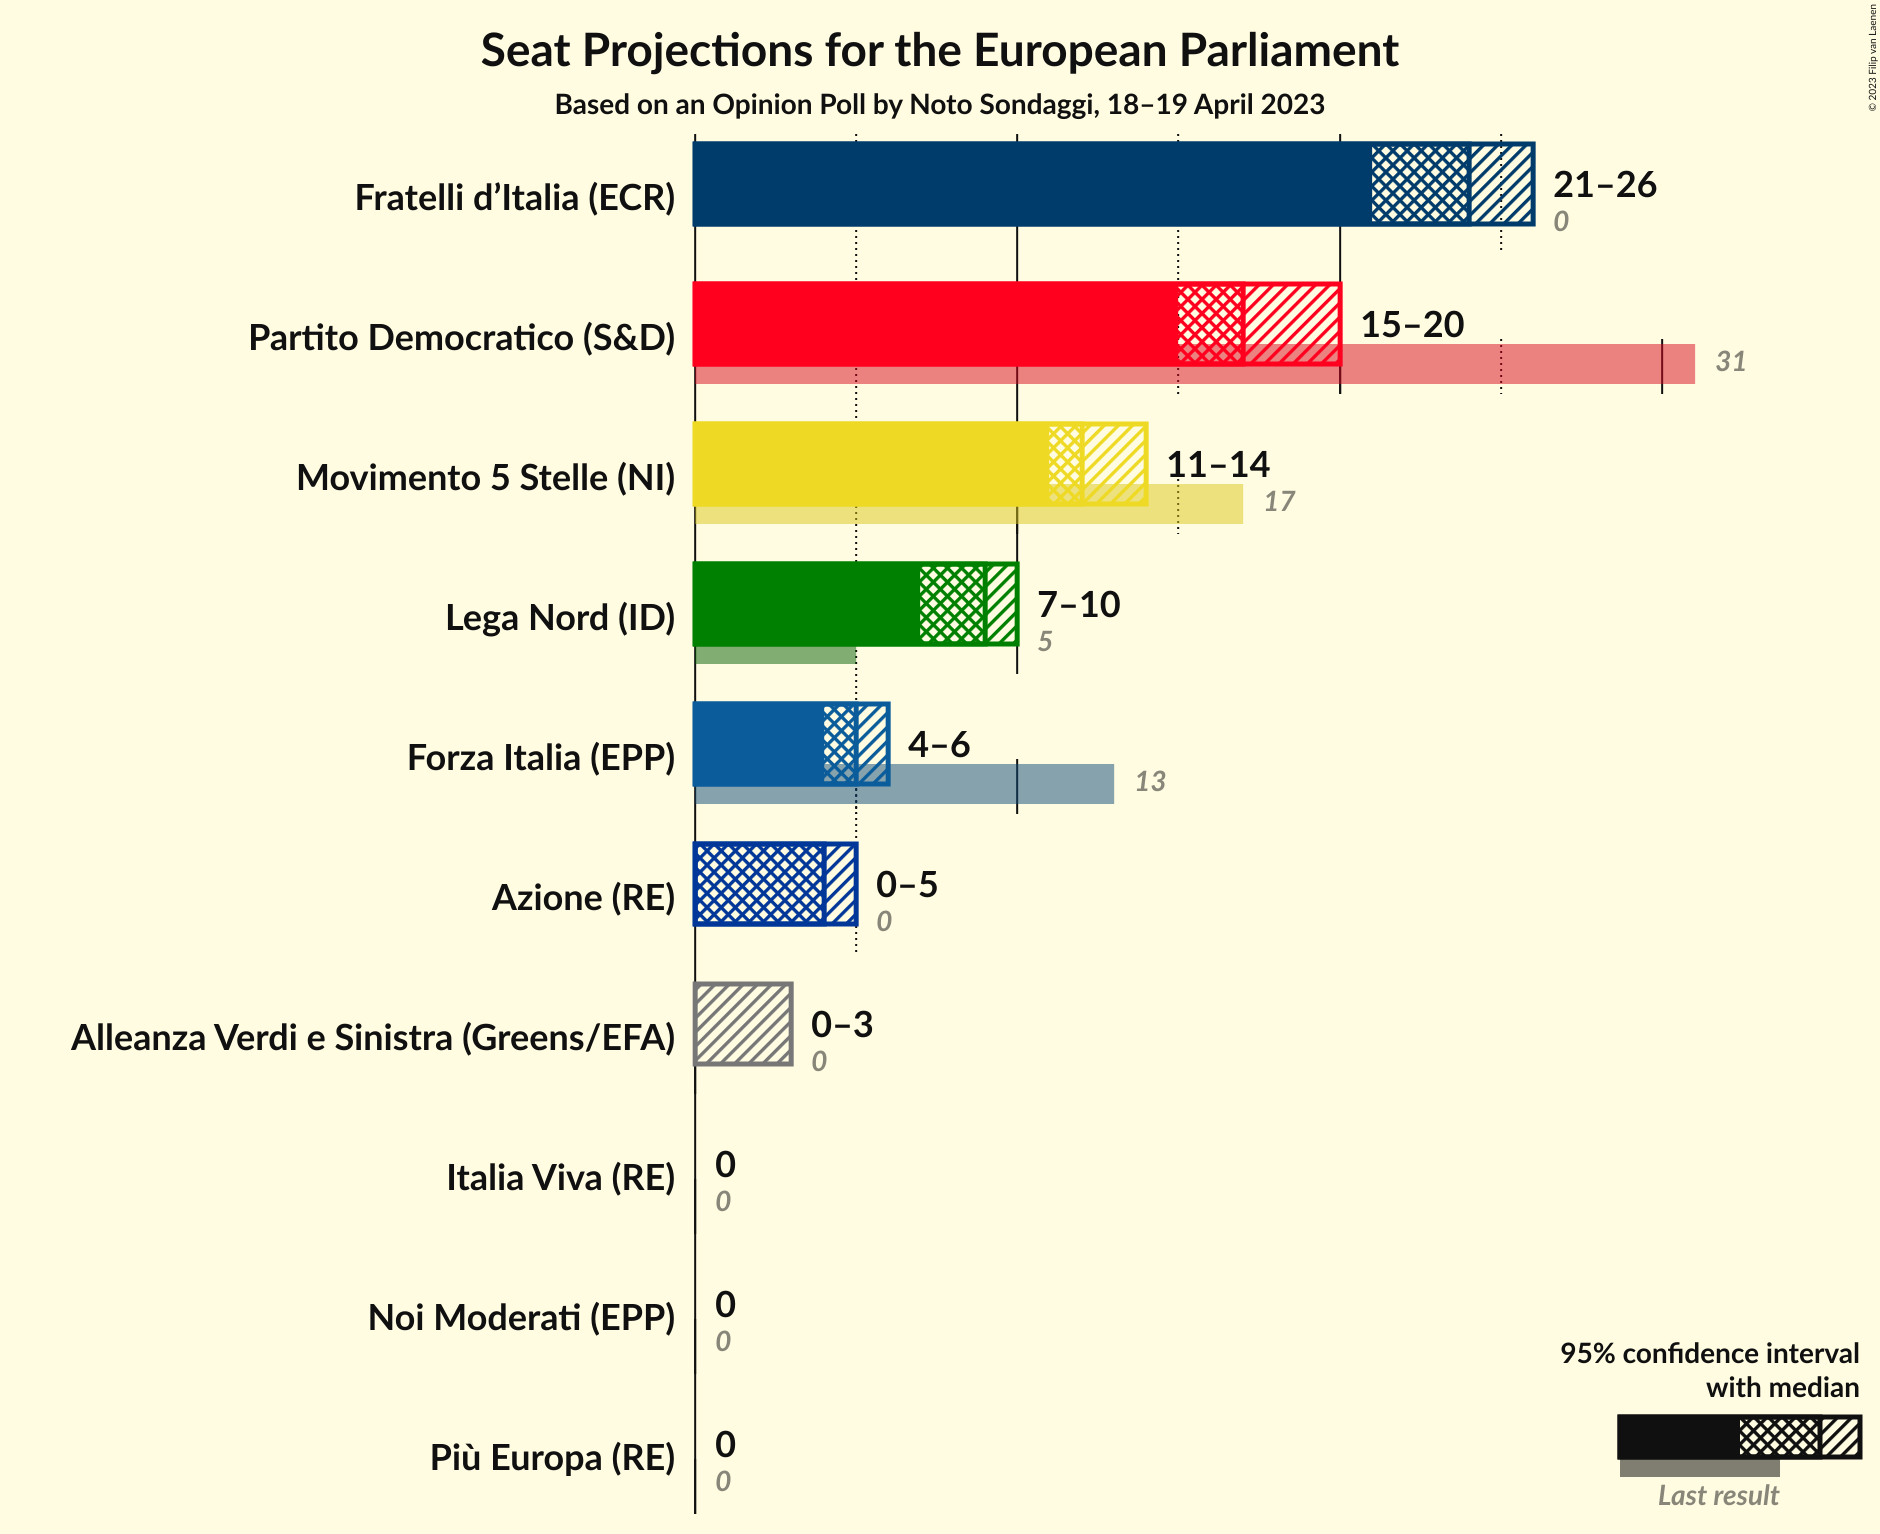 Seat Projections for the European Parliament
Based on an Opinion Poll by Noto Sondaggi, 18–19 April 2023
© 2023 Filip van Laenen
Fratelli d’Italia (ECR)
21–26
0
Partito Democratico (S&D)
15–20
31
Movimento 5 Stelle (NI)
11–14
17
Lega Nord (ID)
7–10
5
Forza Italia (EPP)
4–6
13
Azione (RE)
0–5
0
Alleanza Verdi e Sinistra (Greens/EFA)
0–3
0
Italia Viva (RE)
0
0
Noi Moderati (EPP)
0
0
Più Europa (RE)
0
0
95% confidence interval
with median
Last result